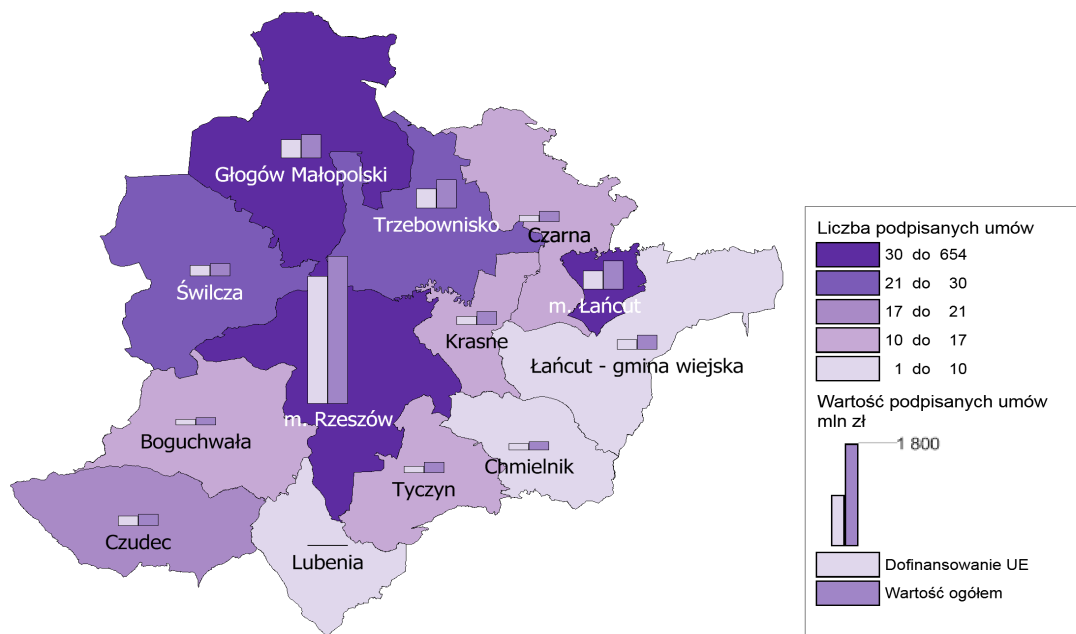 Głogów Małopolski
Trzebownisko
Czarna
Świlcza
m. Łańcut
Krasne
Łańcut - gmina wiejska
m. Rzeszów
Boguchwała
Chmielnik
Tyczyn
Czudec
Lubenia
Liczba podpisanych umów
30 do 654
21 do 30
17 do 21
10 do 17
1 do 10
Wartość podpisanych umów
mln zł
1 800
Dofinansowanie UE
Wartość ogółem